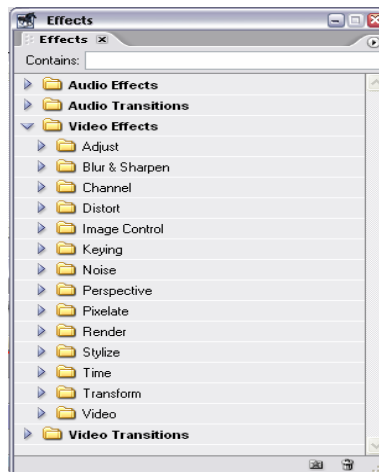 Effects
Effects
Contains:
Audio Effects
Audio Transitions
Video Effects
Adjust
Blur & Sharpen
Channel
Distort
Image Control
Keying
Noise
Perspective
Pixelate
Render
Stylize
Time
Transform
Video
Video Transitions